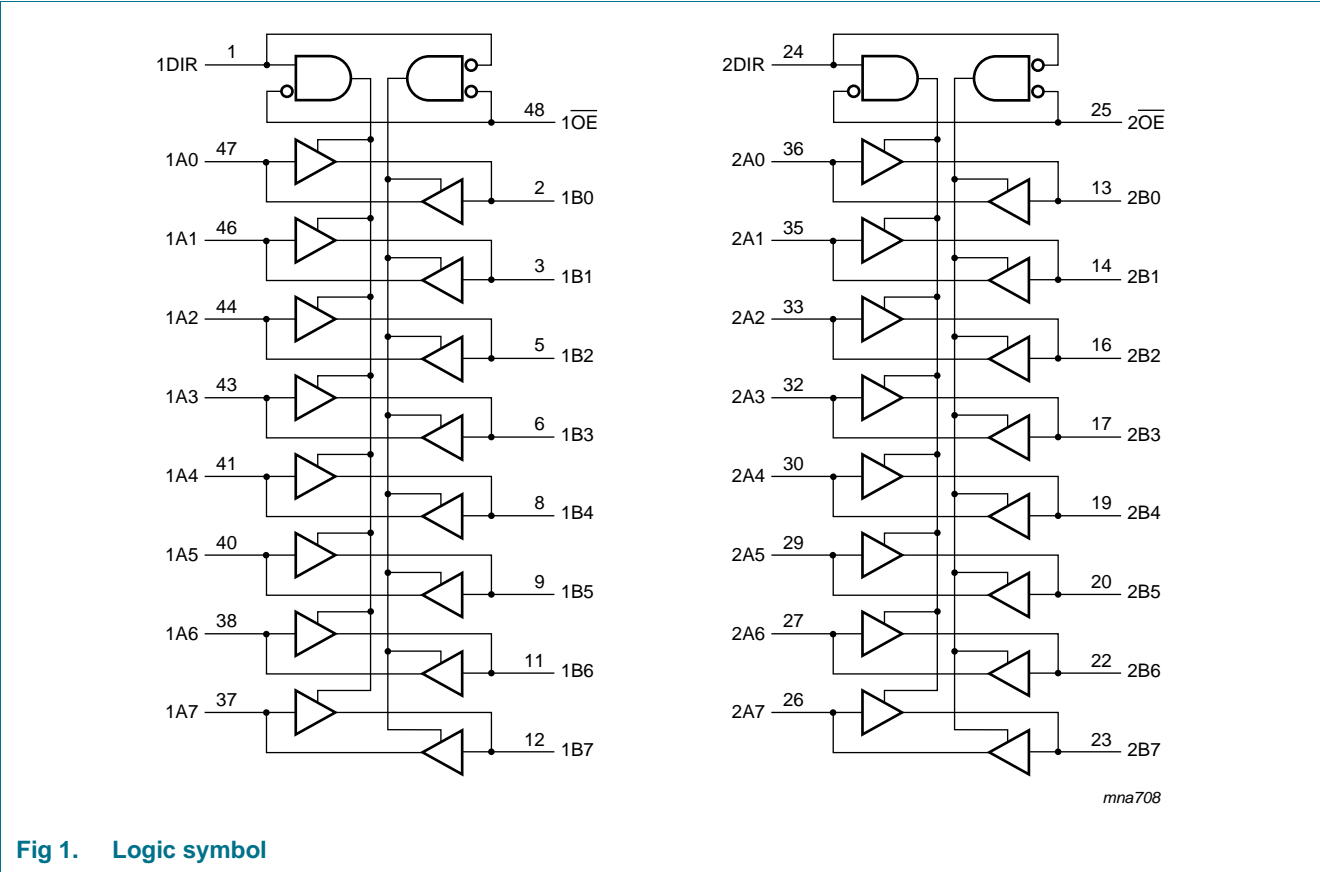 1DIR 1 2DIR 24
48 1O̅E̅ 25 2O̅E̅
1A0 47 2A0 36
2 1B0 13 2B0
1A1 46 2A1 35
3 1B1 14 2B1
1A2 44 2A2 33
5 1B2 16 2B2
1A3 43 2A3 32
6 1B3 17 2B3
1A4 41 2A4 30
8 1B4 19 2B4
1A5 40 2A5 29
9 1B5 20 2B5
1A6 38 2A6 27
11 1B6 22 2B6
1A7 37 2A7 26
12 1B7 23 2B7
mna708
Fig 1. Logic symbol